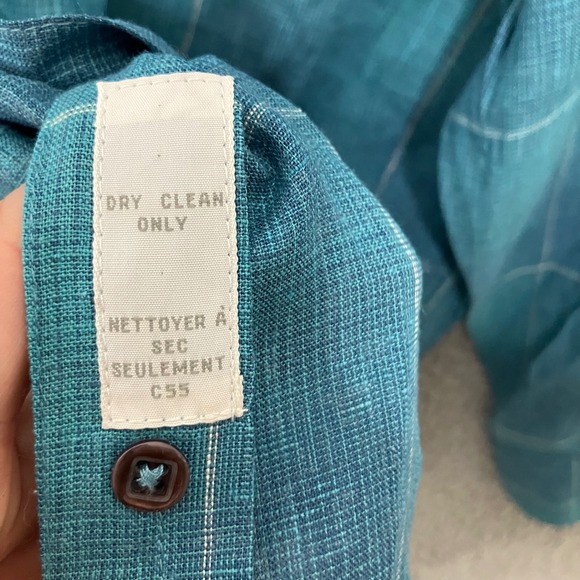 DRY CLEAN
ONLY
NETTOYER À
SEC
SEULEMENT
C55